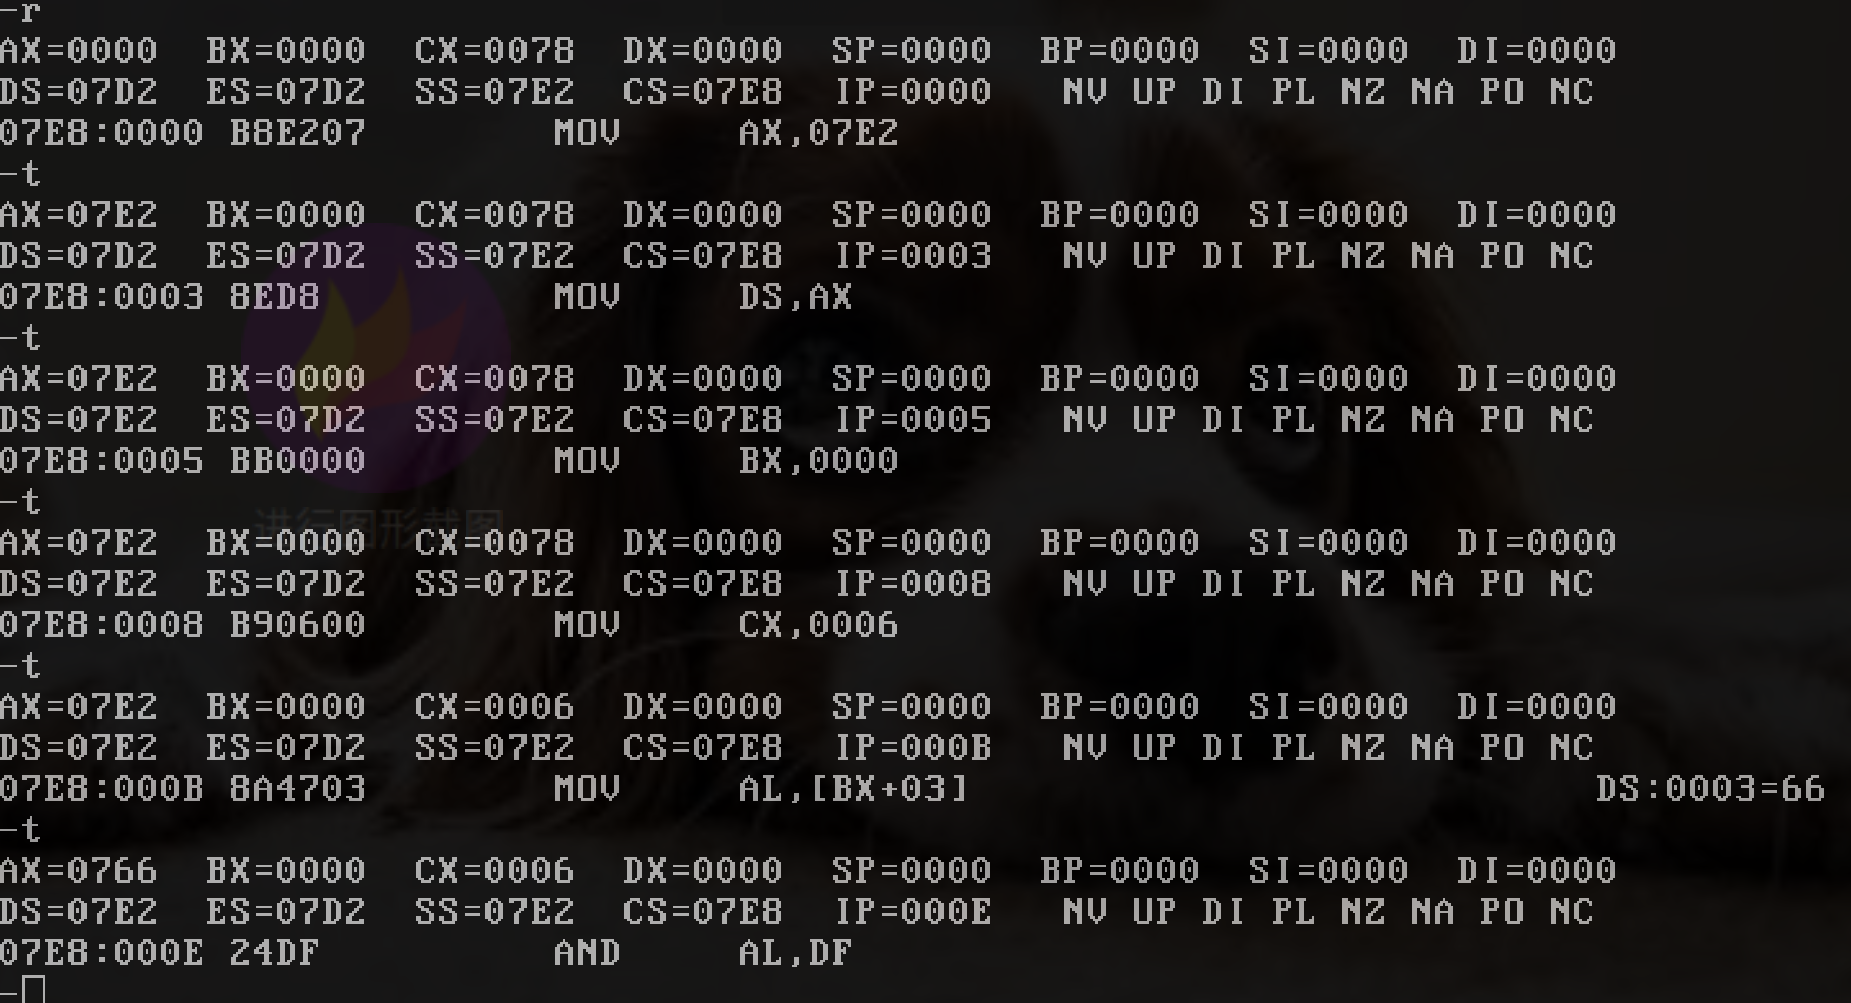 -r
AX=0000 BX=0000 CX=0078 DX=0000 SP=0000 BP=0000 SI=0000 DI=0000
DS=07D2 ES=07D2 SS=07E2 CS=07E8 IP=0000 NV UP DI PL NZ NA PO NC
07E8:0000 B8E207 MOV AX,07E2
-t
AX=07E2 BX=0000 CX=0078 DX=0000 SP=0000 BP=0000 SI=0000 DI=0000
DS=07D2 ES=07D2 SS=07E2 CS=07E8 IP=0003 NV UP DI PL NZ NA PO NC
07E8:0003 8ED8 MOV DS,AX
-t
AX=07E2 BX=0000 CX=0078 DX=0000 SP=0000 BP=0000 SI=0000 DI=0000
DS=07E2 ES=07D2 SS=07E2 CS=07E8 IP=0005 NV UP DI PL NZ NA PO NC
07E8:0005 BB0000 MOV BX,0000
-t
进行图形截图
AX=07E2 BX=0000 CX=0078 DX=0000 SP=0000 BP=0000 SI=0000 DI=0000
DS=07E2 ES=07D2 SS=07E2 CS=07E8 IP=0008 NV UP DI PL NZ NA PO NC
07E8:0008 B90600 MOV CX,0006
-t
AX=07E2 BX=0000 CX=0006 DX=0000 SP=0000 BP=0000 SI=0000 DI=0000
DS=07E2 ES=07D2 SS=07E2 CS=07E8 IP=000B NV UP DI PL NZ NA PO NC
07E8:000B 8A4703 MOV AL,[BX+03] DS:0003=66
-t
AX=0766 BX=0000 CX=0006 DX=0000 SP=0000 BP=0000 SI=0000 DI=0000
DS=07E2 ES=07D2 SS=07E2 CS=07E8 IP=000E NV UP DI PL NZ NA PO NC
07E8:000E 24DF AND AL,DF
-